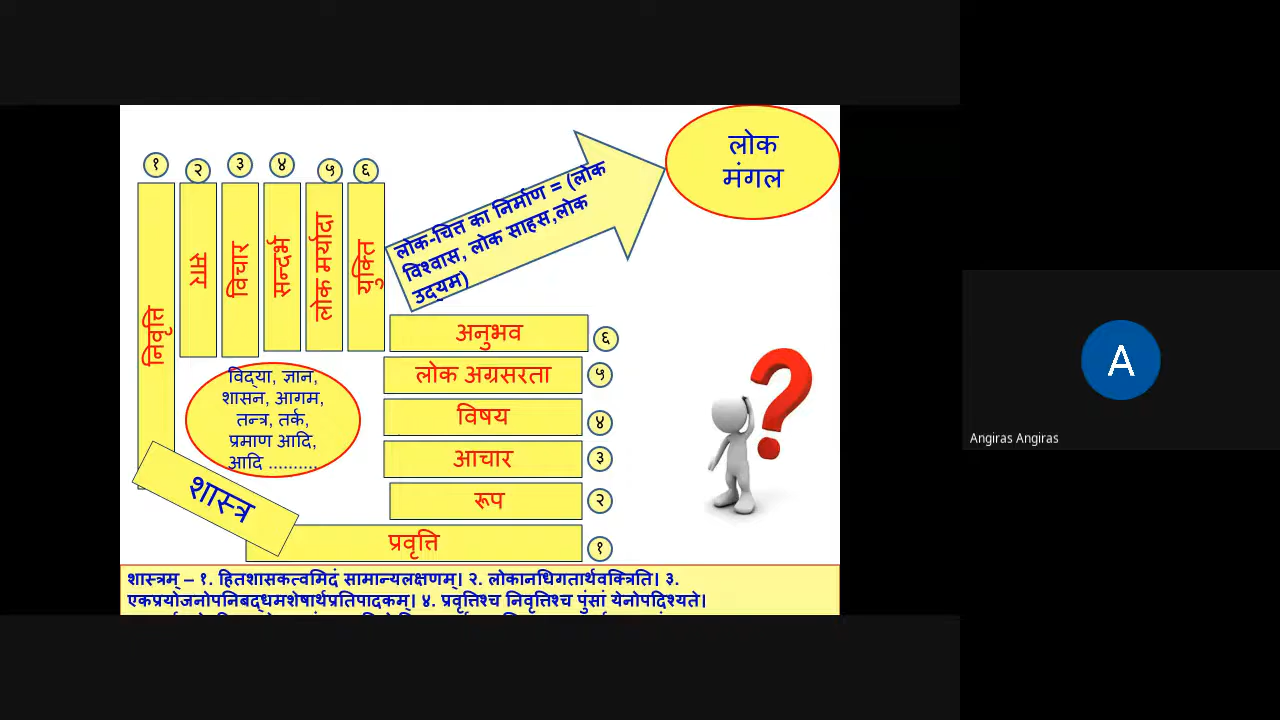 लोक
मंगल
१
२
३
४
५
६
निवृत्ति
सार
विचार
सन्दर्भ
लोक मर्यादा
युक्ति
लोक-चित्त का निर्माण = (लोक
विश्वास, लोक साहस,लोक
उद्यम)
अनुभव
६
लोक अग्रसरता
५
विषय
४
आचार
३
रूप
२
प्रवृत्ति
१
विद्या, ज्ञान,
शासन, आगम,
तन्त्र, तर्क,
प्रमाण आदि,
आदि ..........
शास्त्र
शास्त्रम् – १. हितशासकत्वमिदं सामान्यलक्षणम्। २. लोकानधिगतार्थवक्त्रिति। ३.
एकप्रयोजनोपनिबद्धमशेषार्थप्रतिपादकम्। ४. प्रवृत्तिश्च निवृत्तिश्च पुंसां येनोपदिश्यते।
A
Angiras Angiras